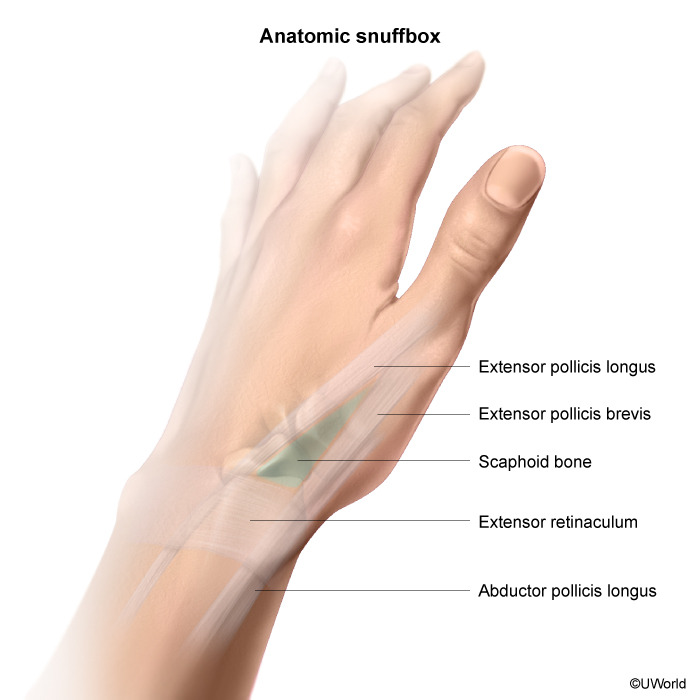 Anatomic snuffbox
Extensor pollicis longus
Extensor pollicis brevis
Scaphoid bone
Extensor retinaculum
Abductor pollicis longus
©UWorld